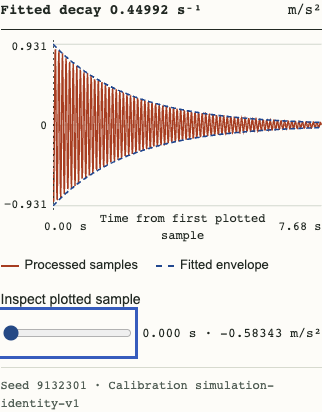 Fitted decay 0.44992 s⁻¹ m/s²
0.931
0
−0.931
0.00 s Time from first plotted sample 7.68 s
Processed samples Fitted envelope
Inspect plotted sample
0.000 s · −0.58343 m/s²
Seed 9132301 · Calibration simulation-
identity-v1